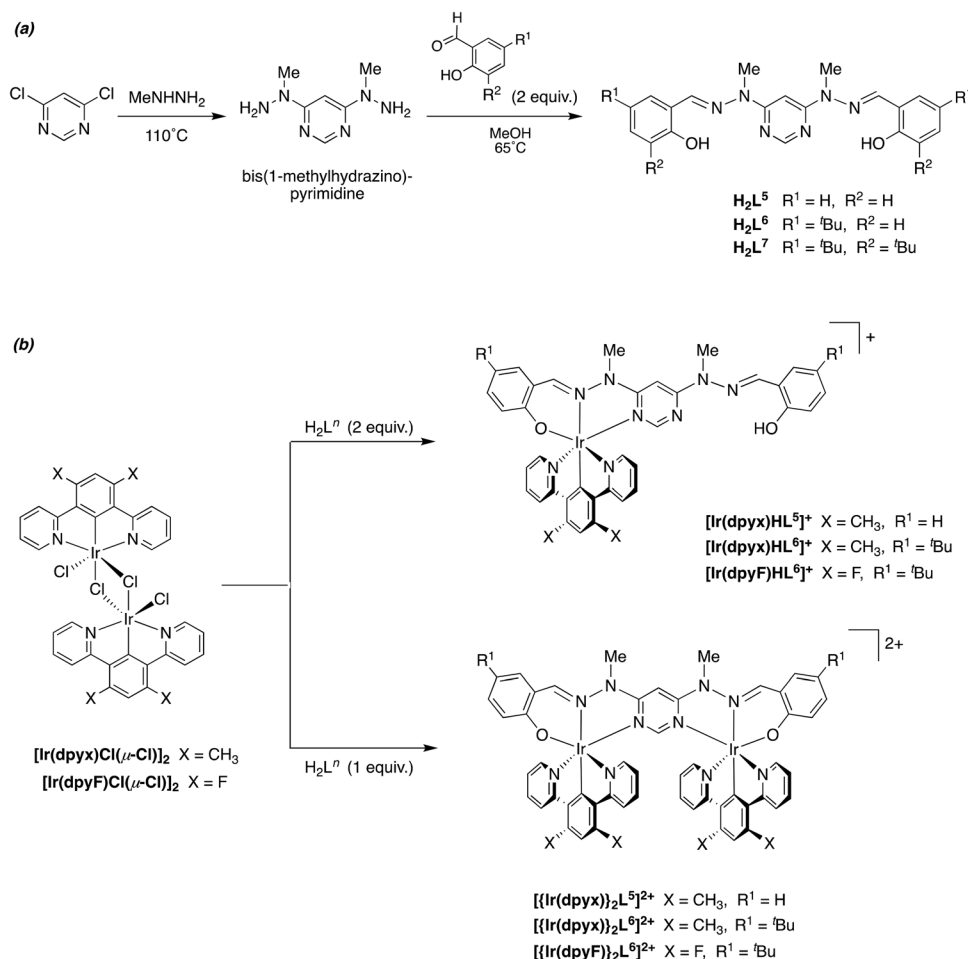 (a)
Cl
Cl
N
N
MeNHNH₂
110˚C
Me
Me
N
N
H₂N
NH₂
N
N
bis(1-methylhydrazino)-
pyrimidine
H
O
R¹
HO
R²
(2 equiv.)
MeOH
65˚C
R¹
Me
Me
R¹
N
N
N
N
N
N
OH
HO
R²
R²
H₂L⁵ R¹ = H, R² = H
H₂L⁶ R¹ = ᵗBu, R² = H
H₂L⁷ R¹ = ᵗBu, R² = ᵗBu
(b)
X
X
N
N
Ir
Cl
Cl
Cl
Cl
Ir
N
N
X
X
[Ir(dpyx)Cl(μ-Cl)]₂ X = CH₃
[Ir(dpyF)Cl(μ-Cl)]₂ X = F
H₂Lⁿ (2 equiv.)
H₂Lⁿ (1 equiv.)
+
R¹
Me
Me
R¹
N
N
N
N
N
N
O
HO
Ir
N
N
X
X
[Ir(dpyx)HL⁵]⁺ X = CH₃, R¹ = H
[Ir(dpyx)HL⁶]⁺ X = CH₃, R¹ = ᵗBu
[Ir(dpyF)HL⁶]⁺ X = F, R¹ = ᵗBu
2+
R¹
Me
Me
R¹
N
N
N
N
N
N
O
O
Ir
Ir
N
N
N
N
X
X
X
X
[{Ir(dpyx)}₂L⁵]²⁺ X = CH₃, R¹ = H
[{Ir(dpyx)}₂L⁶]²⁺ X = CH₃, R¹ = ᵗBu
[{Ir(dpyF)}₂L⁶]²⁺ X = F, R¹ = ᵗBu